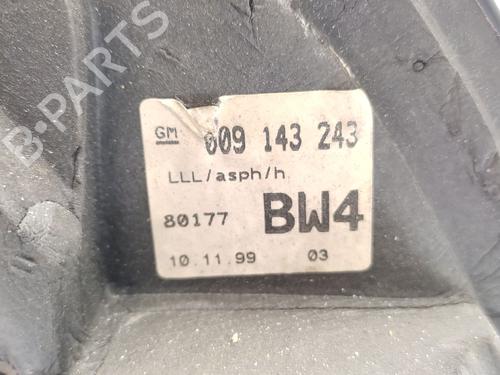 B-PARTS
GM 009 143 243
LLL/asph/h
80177 BW4
10.11.99 03